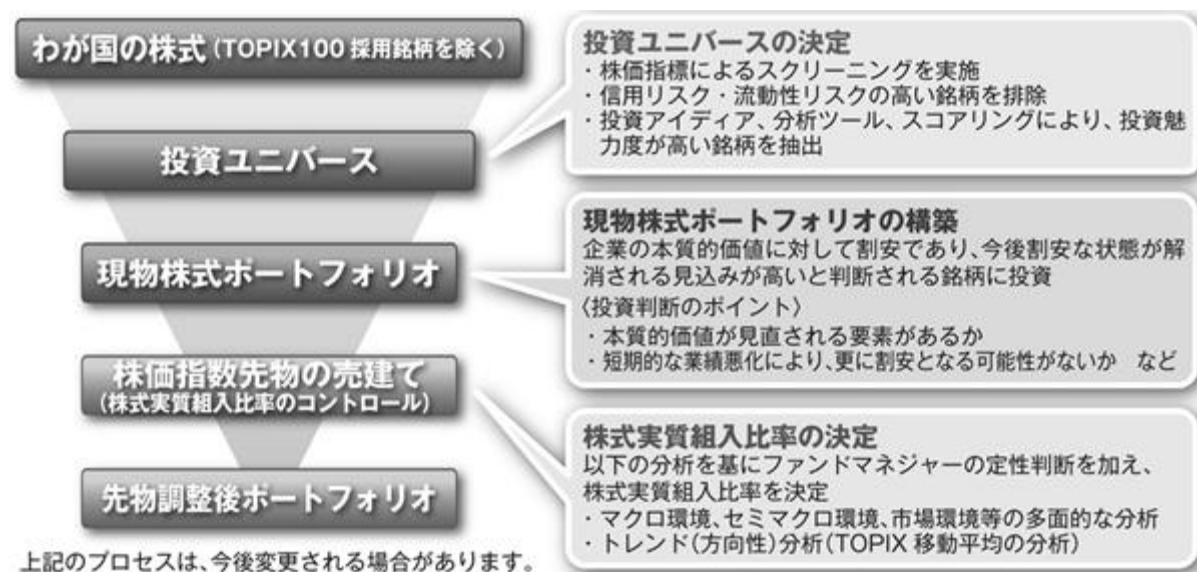 わが国の株式(TOPIX100採用銘柄を除く)
投資ユニバース
現物株式ポートフォリオ
株価指数先物の売建て
(株式実質組入比率のコントロール)
先物調整後ポートフォリオ
上記のプロセスは、今後変更される場合があります。
投資ユニバースの決定
・株価指標によるスクリーニングを実施
・信用リスク・流動性リスクの高い銘柄を排除
・投資アイディア、分析ツール、スコアリングにより、投資魅
力度が高い銘柄を抽出
現物株式ポートフォリオの構築
企業の本質的価値に対して割安であり、今後割安な状態が解
消される見込みが高いと判断される銘柄に投資
〈投資判断のポイント〉
・本質的価値が見直される要素があるか
・短期的な業績悪化により、更に割安となる可能性がないか　など
株式実質組入比率の決定
以下の分析を基にファンドマネジャーの定性判断を加え、
株式実質組入比率を決定
・マクロ環境、セミマクロ環境、市場環境等の多面的な分析
・トレンド(方向性)分析(TOPIX 移動平均の分析)